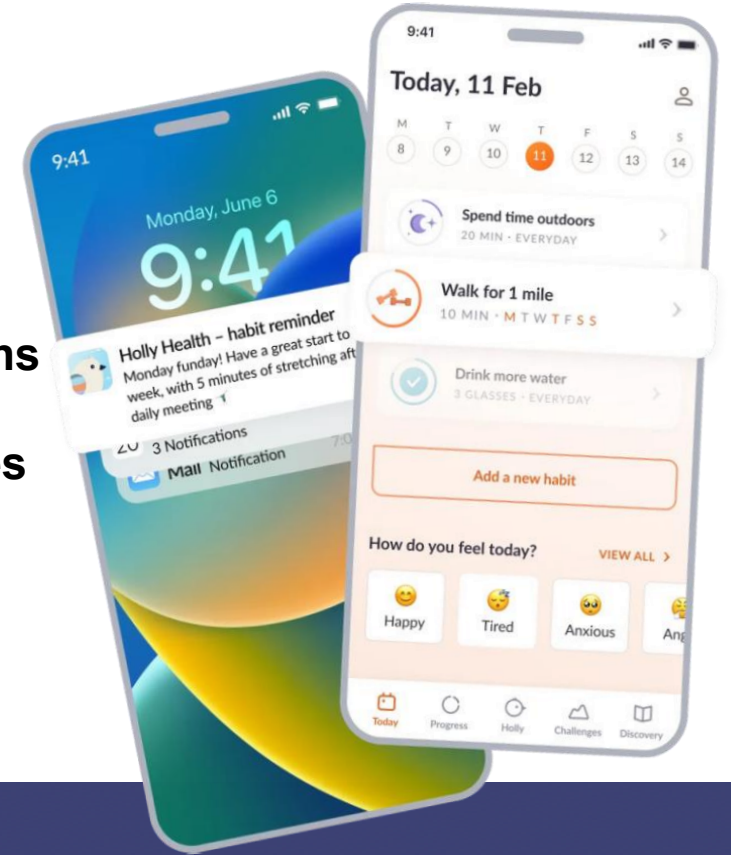 9:41
Monday, June 6
9:41
Holly Health – habit reminder
Monday funday! Have a great start to
week, with 5 minutes of stretching aft
daily meeting
3 Notifications
Mail Notification
9:41
Today, 11 Feb
M T W T F S S
8 9 10 11 12 13 14
Spend time outdoors
20 MIN · EVERYDAY
Walk for 1 mile
10 MIN · M T W T F S S
Drink more water
3 GLASSES · EVERYDAY
Add a new habit
How do you feel today? VIEW ALL >
Happy Tired Anxious Ang
Today Progress Holly Challenges Discovery